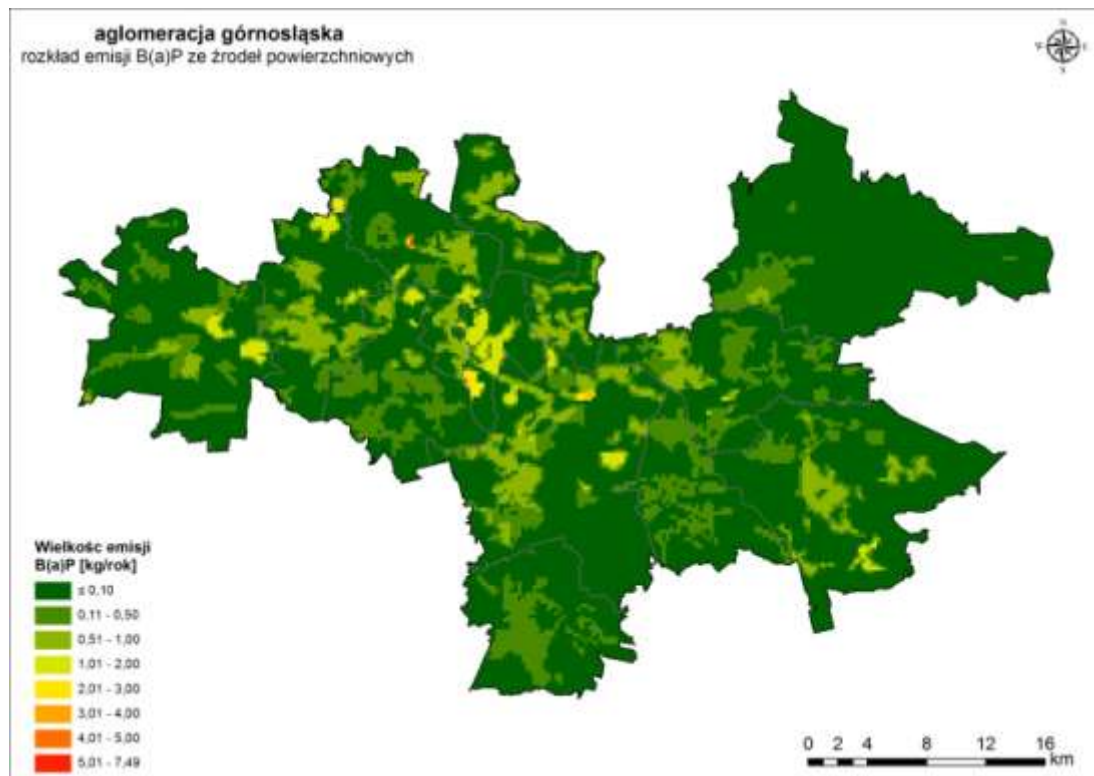 aglomeracja górnośląska
rozkład emisji B(a)P ze źrodeł powierzchniowych
N
E
S
Wielkośc emisji
B(a)P [kg/rok]
≤ 0,10
0,11 - 0,50
0,51 - 1,00
1,01 - 2,00
2,01 - 3,00
3,01 - 4,00
4,01 - 5,00
5,01 - 7,49
0 2 4 8 12 16
km